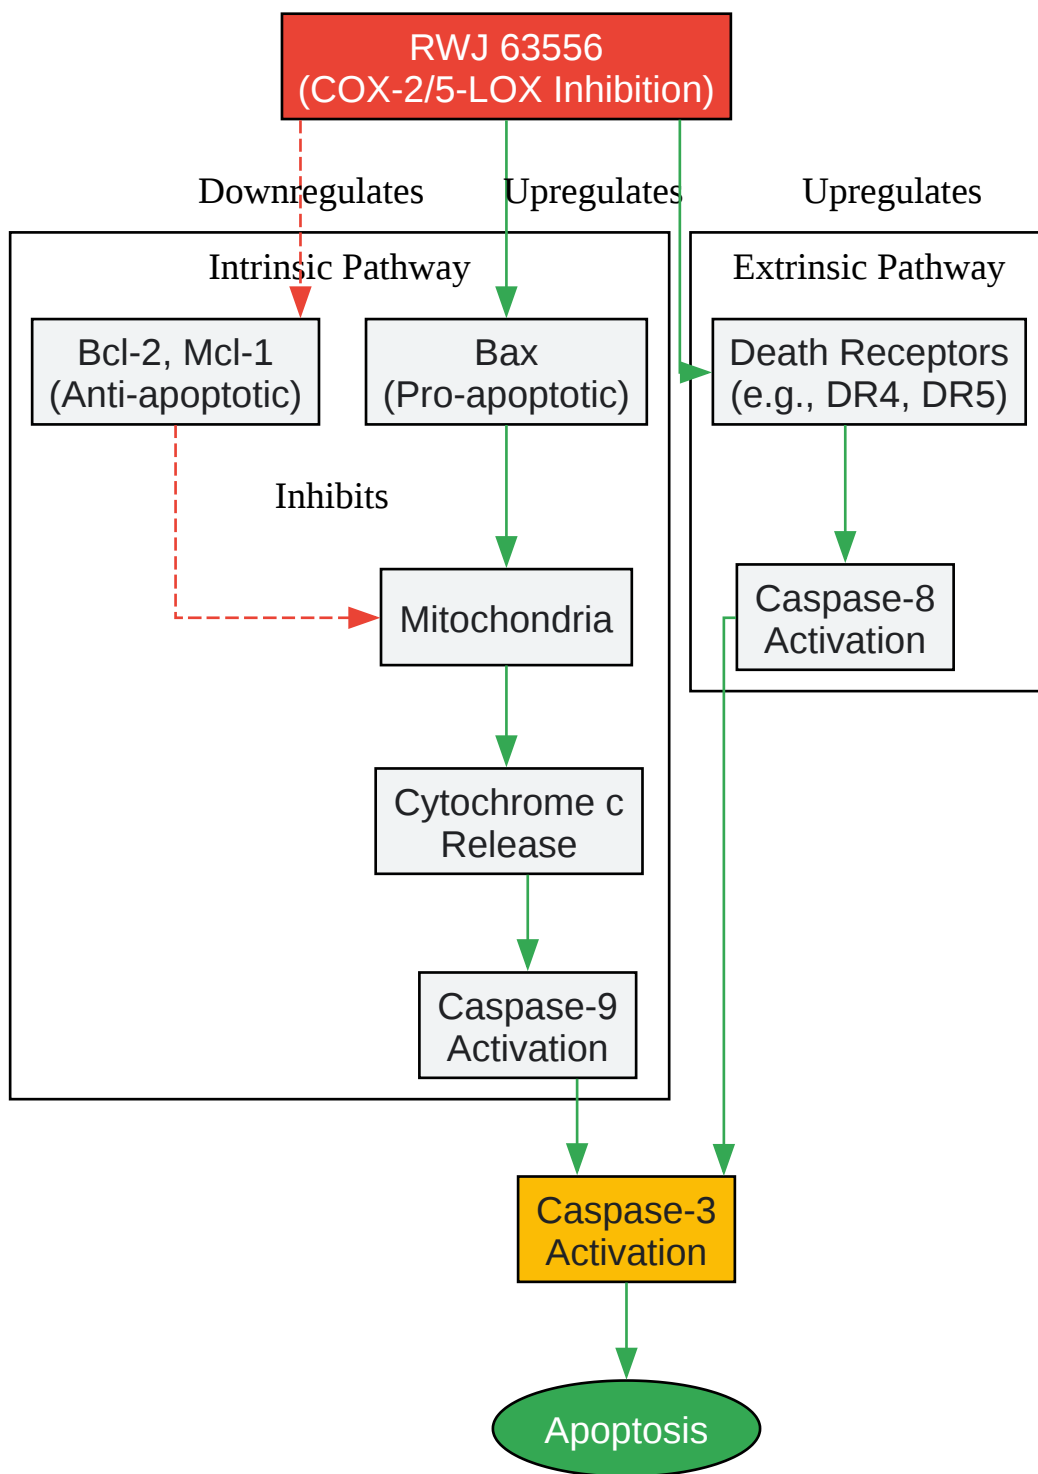 RWJ 63556
(COX-2/5-LOX Inhibition)
Downregulates
Upregulates
Upregulates
Intrinsic Pathway
Extrinsic Pathway
Bcl-2, Mcl-1
(Anti-apoptotic)
Bax
(Pro-apoptotic)
Death Receptors
(e.g., DR4, DR5)
Inhibits
Mitochondria
Caspase-8
Activation
Cytochrome c
Release
Caspase-9
Activation
Caspase-3
Activation
Apoptosis